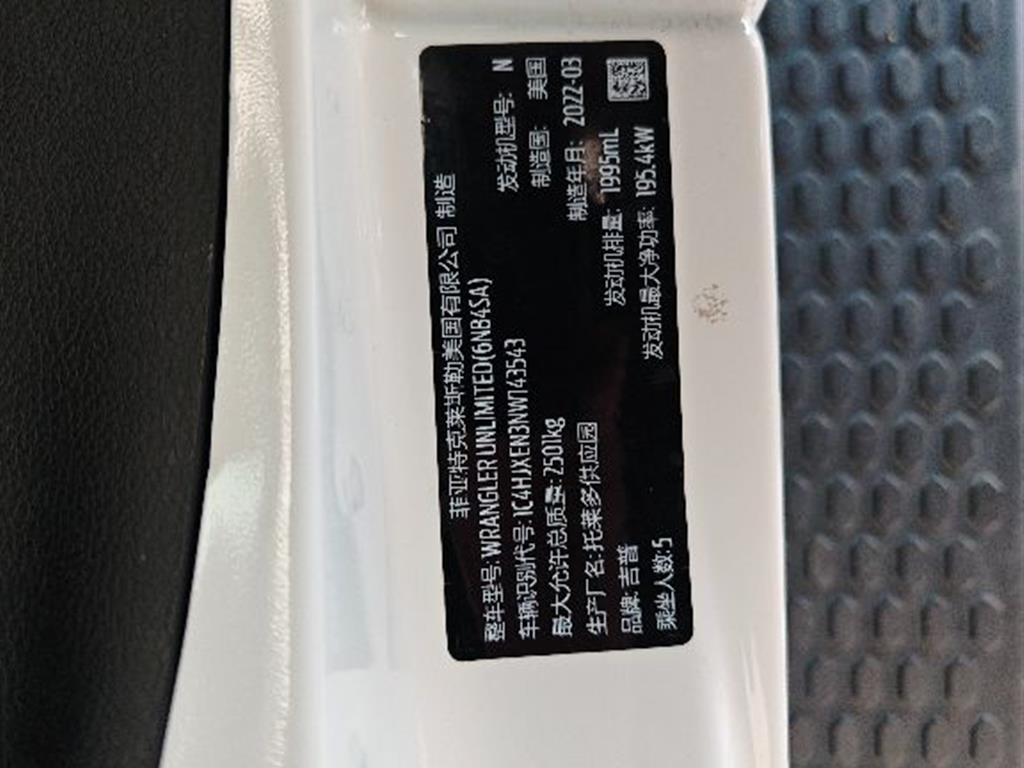 菲亚特克莱斯勒美国有限公司 制造
整车型号: WRANGLER UNLIMITED(6NB4SA) 发动机型号: N
车辆识别代号: 1C4HJXEN3NW143543 制造国: 美国
最大允许总质量: 2501kg 制造年月: 2022-03
生产厂名: 托莱多供应园 发动机排量: 1995mL
品牌: 吉普 发动机最大净功率: 195.4kW
乘坐人数: 5